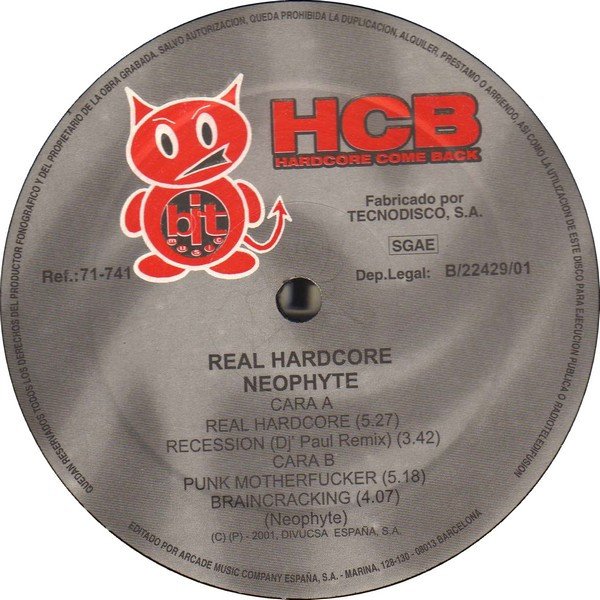 QUEDAN RESERVADOS TODOS LOS DERECHOS DEL PRODUCTOR FONOGRAFICO Y DEL PROPIETARIO DE LA OBRA GRABADA. SALVO AUTORIZACION, QUEDA PROHIBIDA LA DUPLICACION, ALQUILER, PRESTAMO O ARRIENDO, ASI COMO LA UTILIZACION DE ESTE DISCO PARA EJECUCION PUBLICA O RADIOTELEDIFUSION
HCB
HARDCORE COME BACK
bit
music
Fabricado por
TECNODISCO, S.A.
SGAE
Ref.:71-741
Dep.Legal: B/22429/01
REAL HARDCORE
NEOPHYTE
CARA A
REAL HARDCORE (5.27)
RECESSION (Dj' Paul Remix) (3.42)
CARA B
PUNK MOTHERFUCKER (5.18)
BRAINCRACKING (4.07)
(Neophyte)
(C) (P) - 2001, DIVUCSA ESPAÑA, S.A.
EDITADO POR ARCADE MUSIC COMPANY ESPAÑA, S.A. - MARINA, 128-130 - 08013 BARCELONA